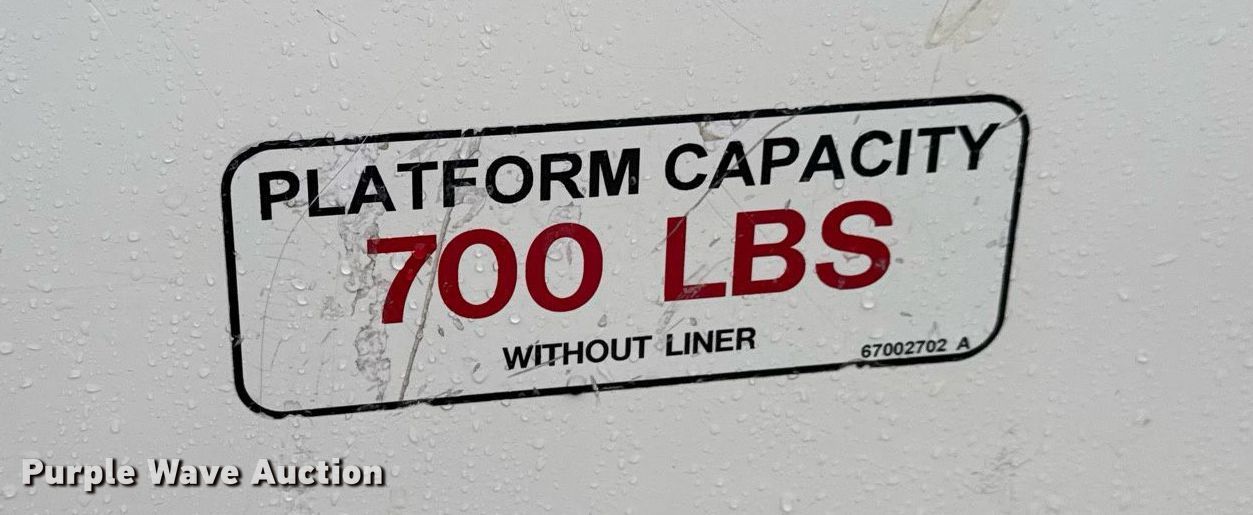 PLATFORM CAPACITY
700 LBS
WITHOUT LINER
67002702 A
Purple Wave Auction